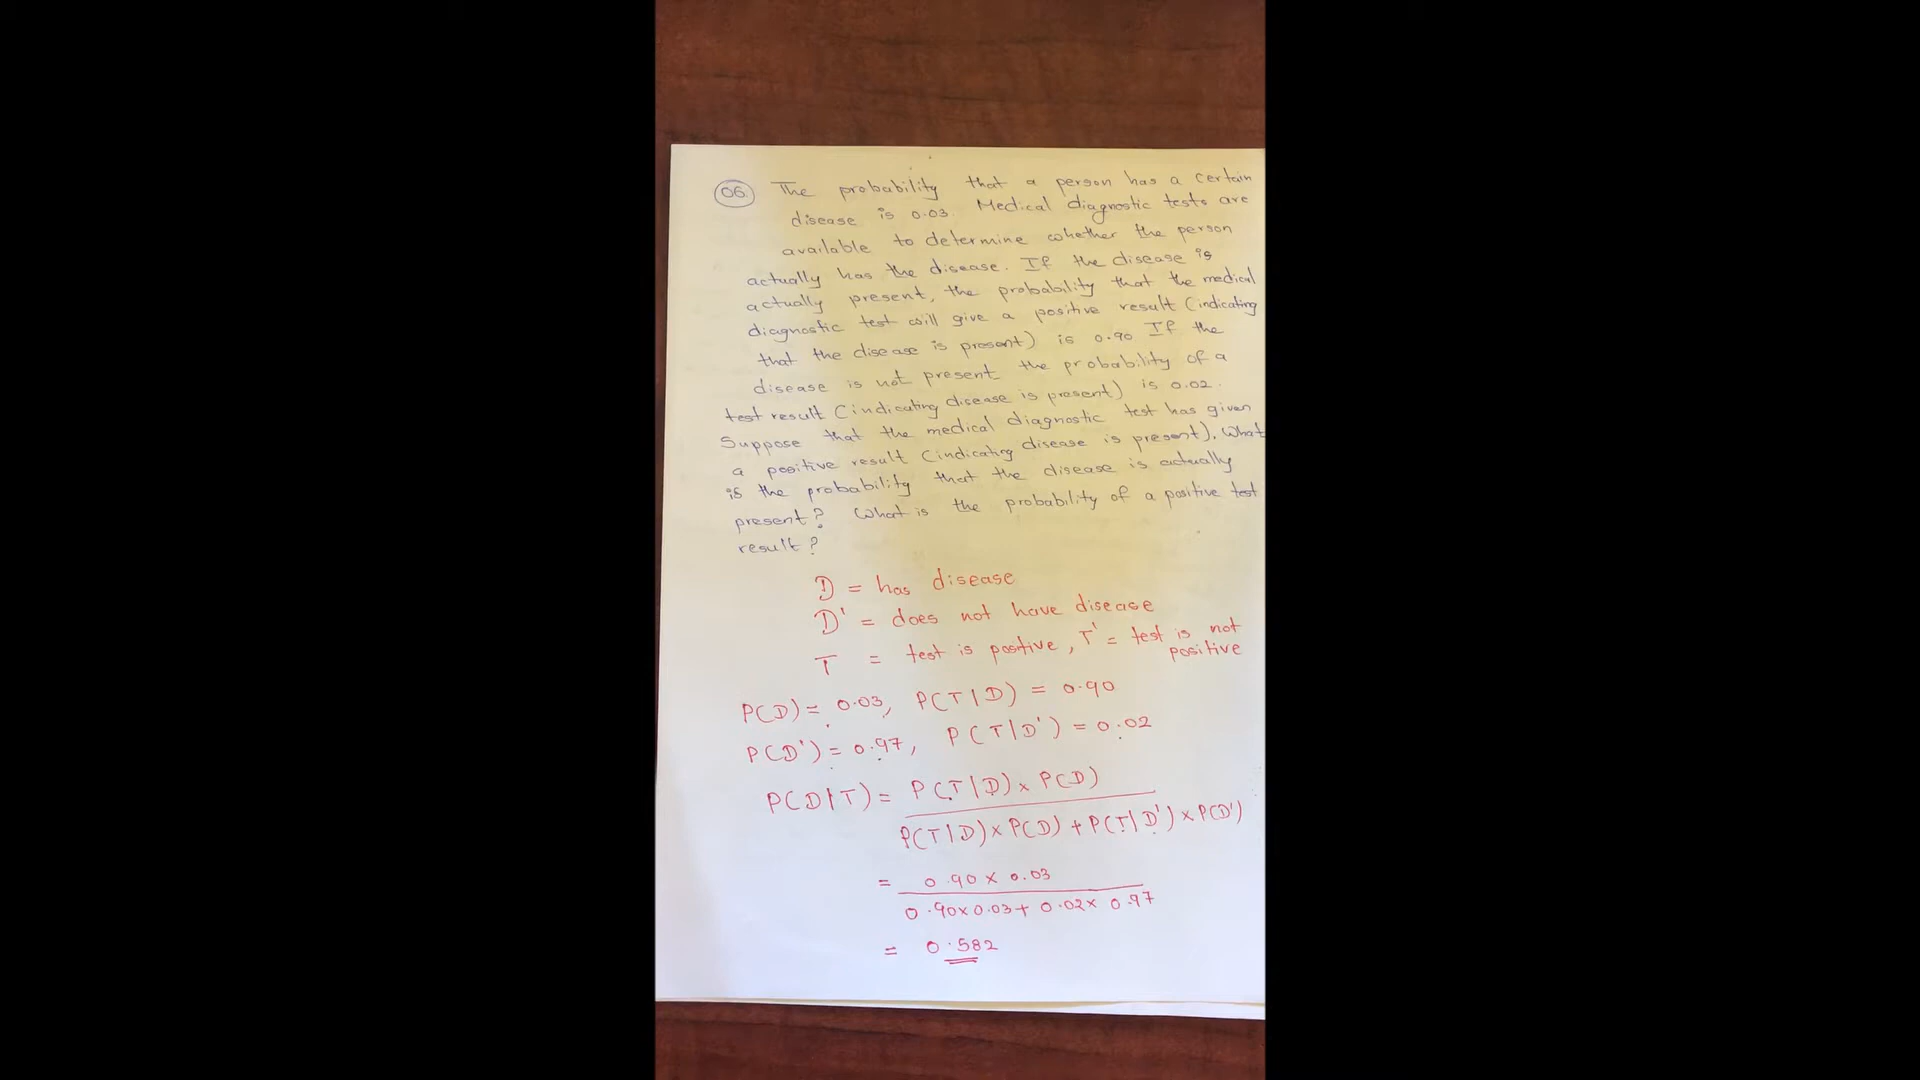 06. The probability that a person has a certain
disease is 0.03. Medical diagnostic tests are
available to determine whether the person
actually has the disease. If the disease is
actually present, the probability that the medical
diagnostic test will give a positive result (indicating
that the disease is present) is 0.90 If the
disease is not present the probability of a
test result (indicating disease is present) is 0.02.
Suppose that the medical diagnostic test has given
a positive result (indicating disease is present). What
is the probability that the disease is actually
present? What is the probability of a positive test
result?
D = has disease
D' = does not have disease
T = test is positive, T' = test is not
positive
P(D) = 0.03, P(T|D) = 0.90
P(D') = 0.97, P(T|D') = 0.02
P(D|T) = P(T|D) × P(D)
P(T|D) × P(D) + P(T|D') × P(D')
= 0.90 × 0.03
0.90 × 0.03 + 0.02 × 0.97
= 0.582